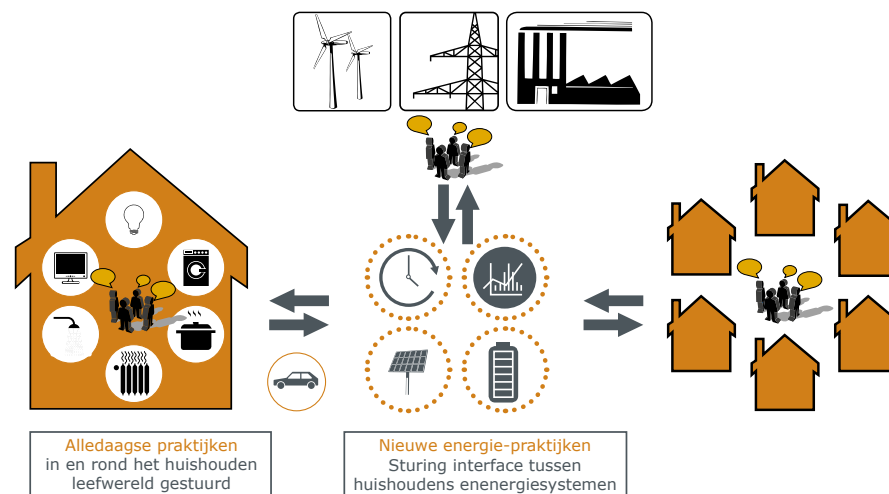 Alledaagse praktijken
in en rond het huishouden
leefwereld gestuurd
Nieuwe energie-praktijken
Sturing interface tussen
huishoudens enenergiesystemen